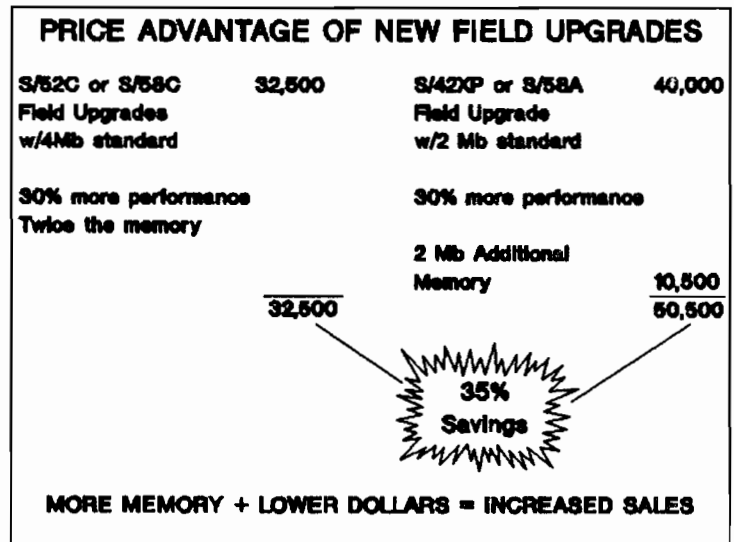 PRICE ADVANTAGE OF NEW FIELD UPGRADES
S/52C or S/58C 32,500
Field Upgrades
w/4Mb standard
30% more performance
Twice the memory
32,500
S/42XP or S/58A 40,000
Field Upgrade
w/2 Mb standard
30% more performance
2 Mb Additional
Memory 10,500
50,500
35%
Savings
MORE MEMORY + LOWER DOLLARS = INCREASED SALES